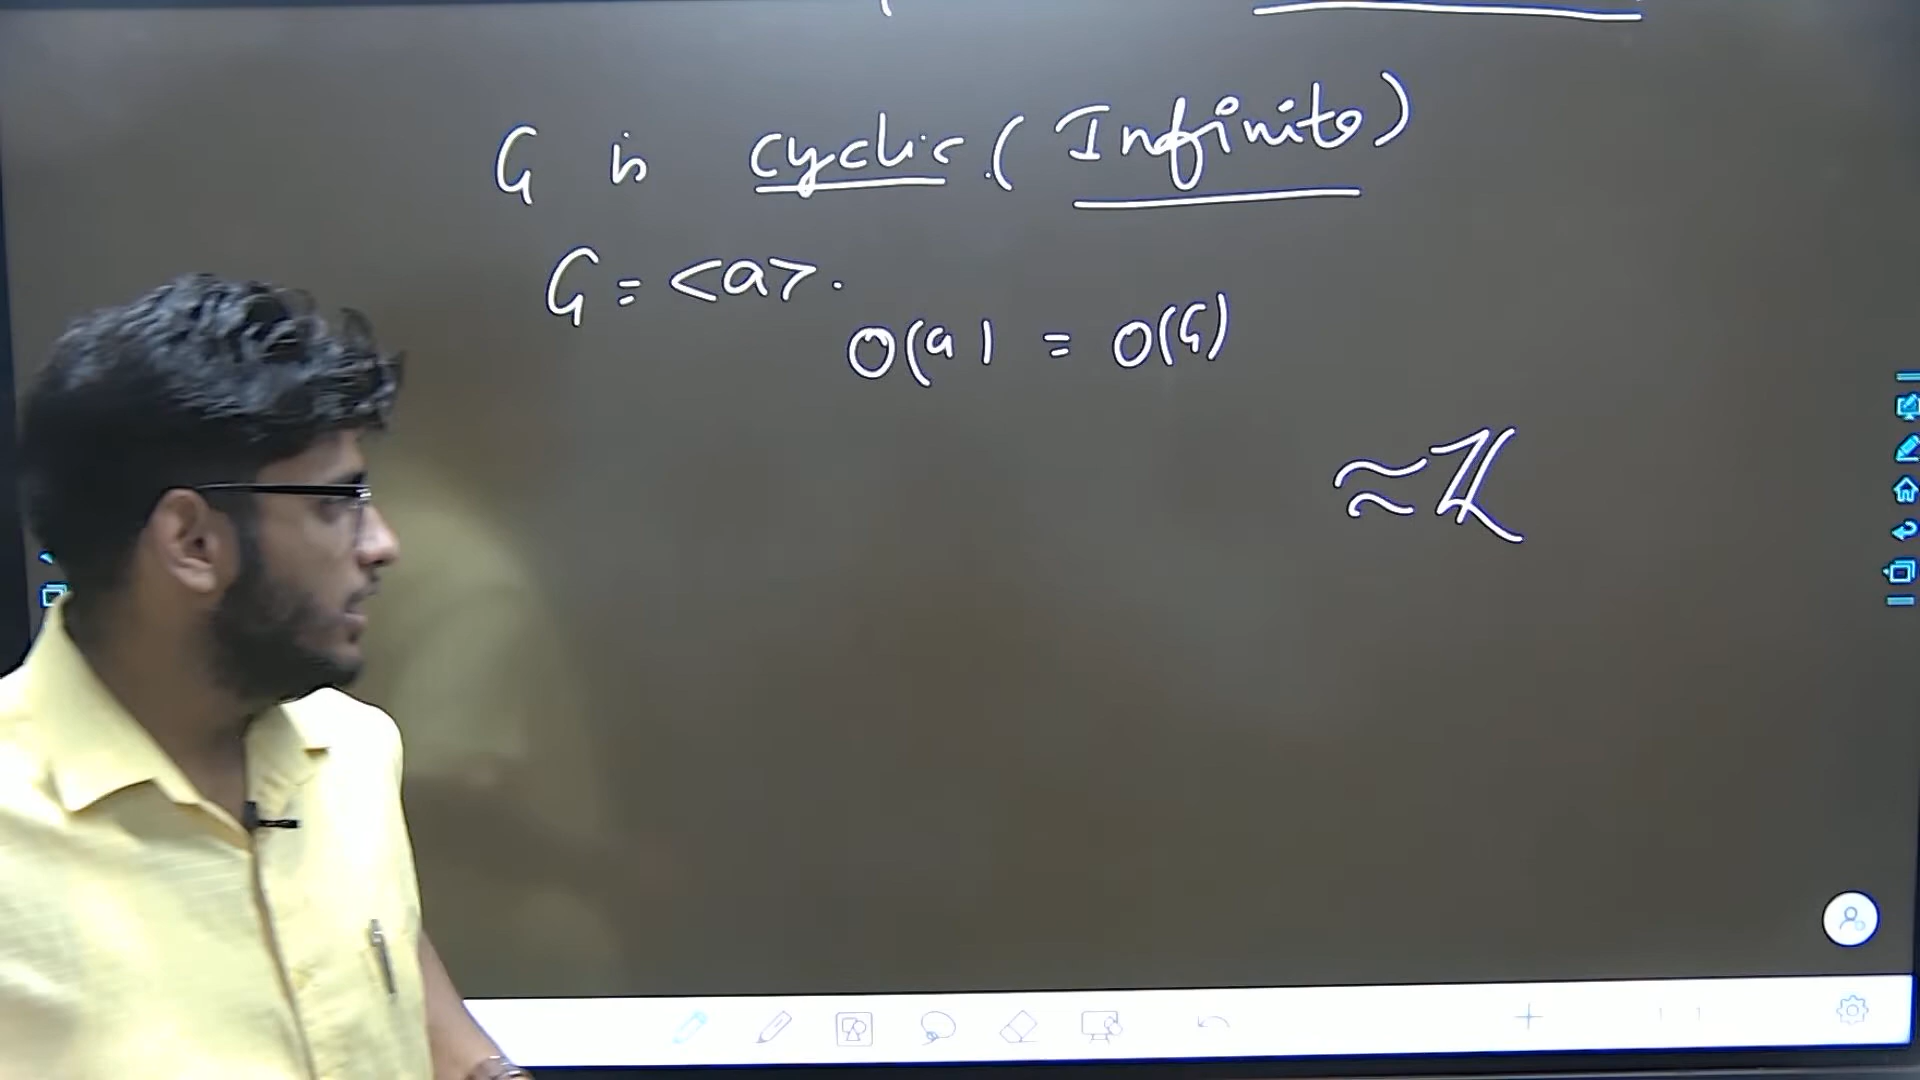 G is cyclic. (Infinite)
G = <a>.
O(a) = O(G)
≈ ℤ